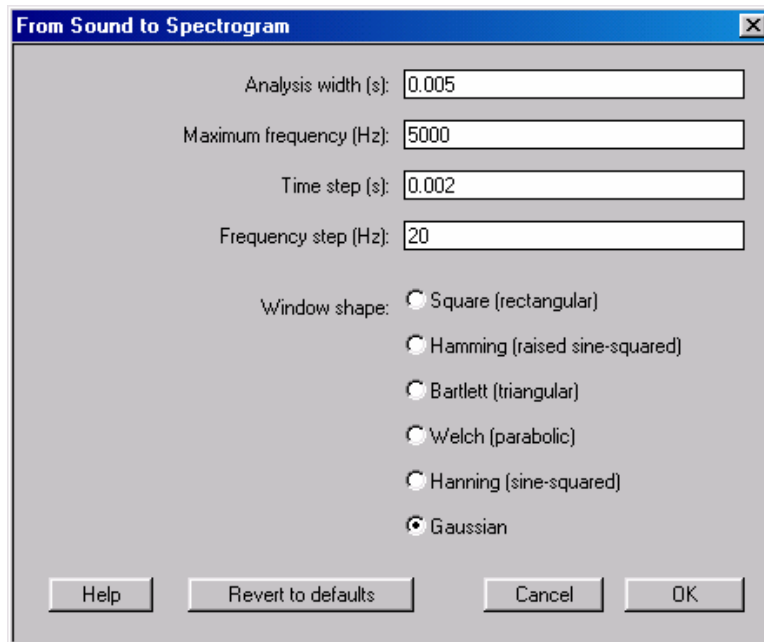 From Sound to Spectrogram
Analysis width (s): 0.005
Maximum frequency (Hz): 5000
Time step (s): 0.002
Frequency step (Hz): 20
Window shape: Square (rectangular)
Hamming (raised sine-squared)
Bartlett (triangular)
Welch (parabolic)
Hanning (sine-squared)
Gaussian
Help Revert to defaults Cancel OK